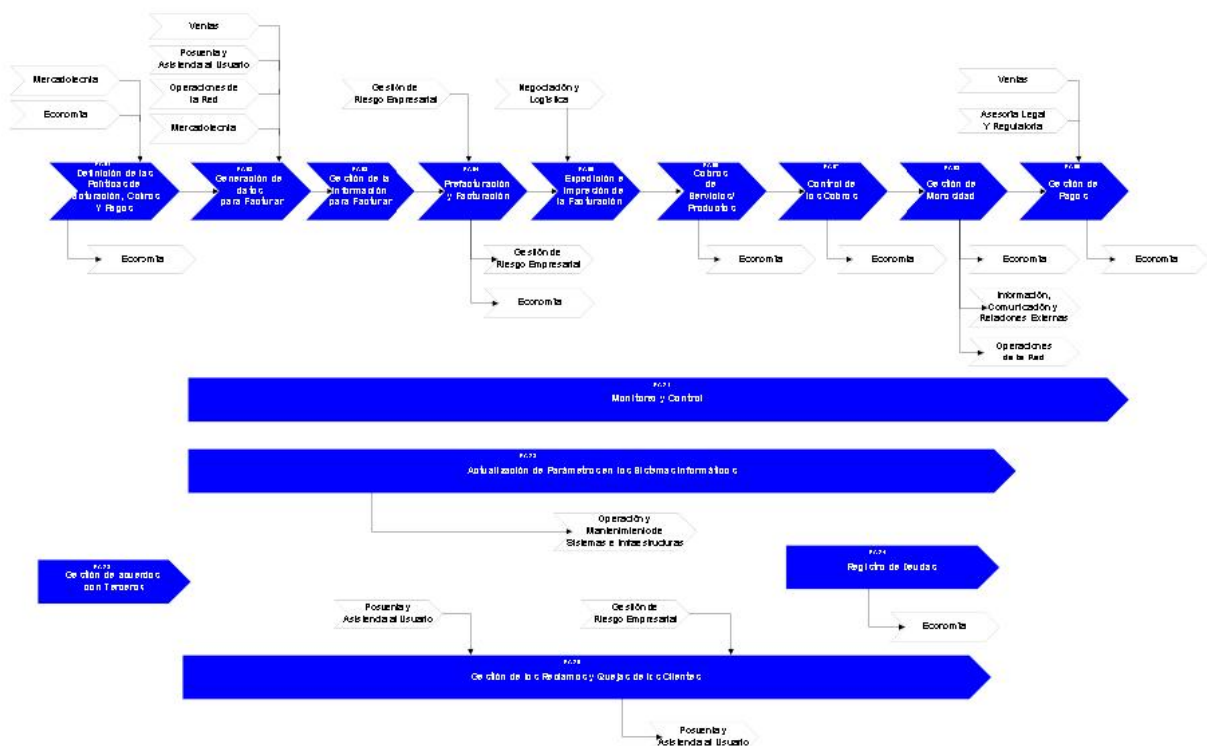 Ventas
Posventa y
Asistencia al Usuario
Operaciones de
la Red
Mercadotecnia
Mercadotecnia
Economía
Gestión de
Riesgo Empresarial
Negociación y
Logística
Ventas
Asesoría Legal
Y Regulatoria
Definición de las
Políticas de
Facturación, Cobros
Y Pagos
Generación de
datos
para Facturar
Gestión de la
Información
para Facturar
Prefacturación
y Facturación
Expedición e
Impresión de
la Facturación
Cobros
de
Servicios/
Productos
Control de
los Cobros
Gestión de
Morosidad
Gestión de
Pagos
Economía
Gestión de
Riesgo Empresarial
Economía
Economía
Economía
Economía
Información,
Comunicación y
Relaciones Externas
Operaciones
de la Red
Economía
Monitoreo y Control
Actualización de Parámetros en los Sistemas Informáticos
Operación y
Mantenimiento de
Sistemas e Infraestructuras
Gestión de acuerdos
con Terceros
Registro de Deudas
Economía
Posventa y
Asistencia al Usuario
Gestión de
Riesgo Empresarial
Gestión de los Reclamos y Quejas de los Clientes
Posventa y
Asistencia al Usuario